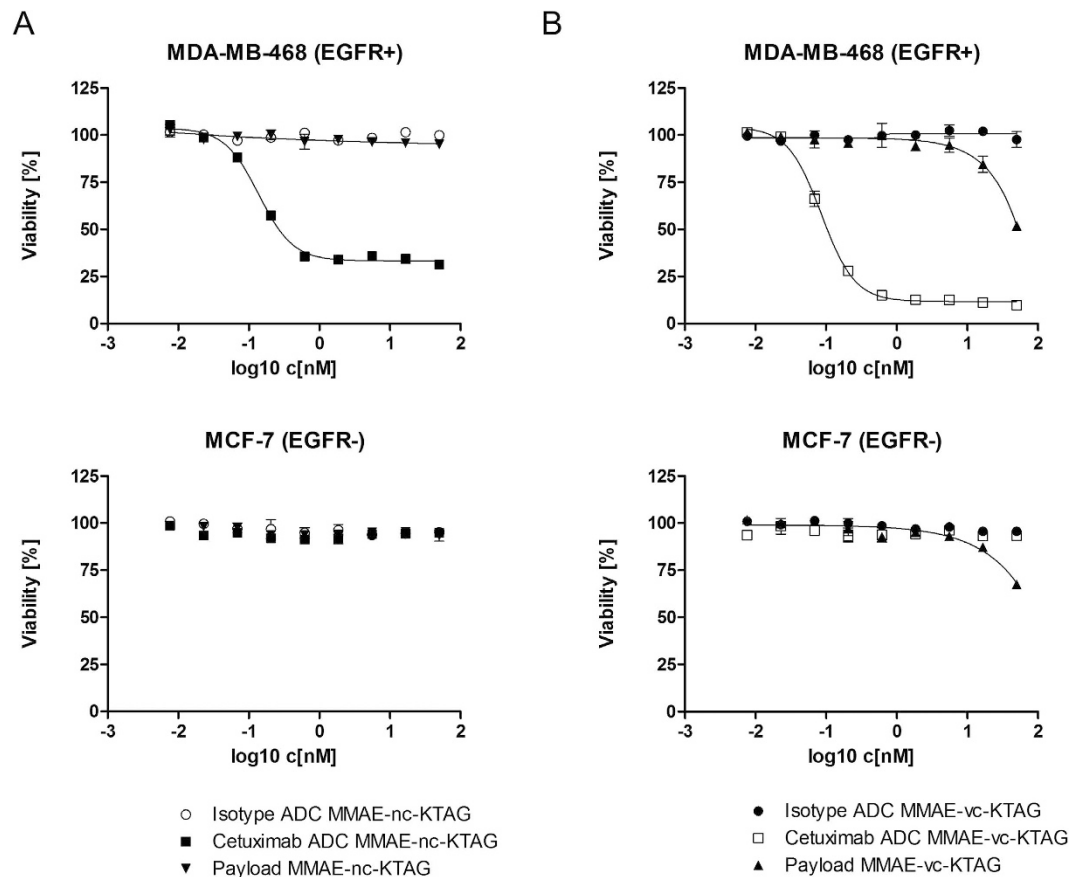 A
MDA-MB-468 (EGFR+)
125
100
75
50
25
0
Viability [%]
-3 -2 -1 0 1 2
log10 c[nM]
MCF-7 (EGFR-)
125
100
75
50
25
0
Viability [%]
-3 -2 -1 0 1 2
log10 c[nM]
Isotype ADC MMAE-nc-KTAG
Cetuximab ADC MMAE-nc-KTAG
Payload MMAE-nc-KTAG
B
MDA-MB-468 (EGFR+)
125
100
75
50
25
0
Viability [%]
-3 -2 -1 0 1 2
log10 c[nM]
MCF-7 (EGFR-)
125
100
75
50
25
0
Viability [%]
-3 -2 -1 0 1 2
log10 c[nM]
Isotype ADC MMAE-vc-KTAG
Cetuximab ADC MMAE-vc-KTAG
Payload MMAE-vc-KTAG